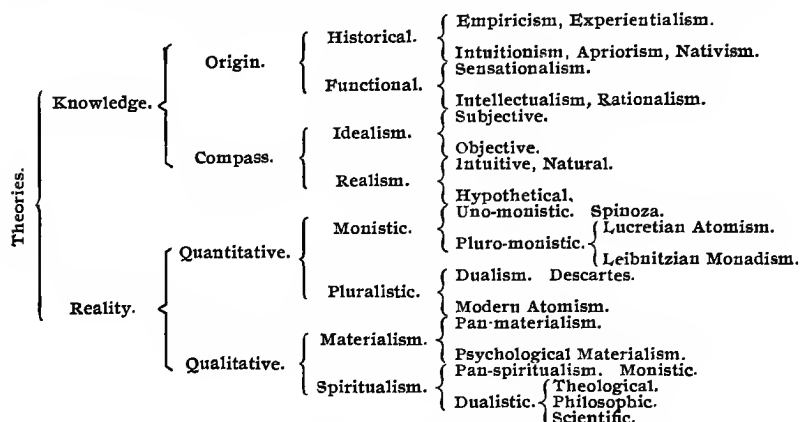 Theories.
Knowledge.
Origin.
Historical.
Empiricism, Experientialism.
Intuitionism, Apriorism, Nativism.
Functional.
Sensationalism.
Intellectualism, Rationalism.
Compass.
Idealism.
Subjective.
Objective.
Realism.
Intuitive, Natural.
Hypothetical.
Reality.
Quantitative.
Monistic.
Uno-monistic. Spinoza.
Pluro-monistic.
Lucretian Atomism.
Leibnitzian Monadism.
Pluralistic.
Dualism. Descartes.
Modern Atomism.
Qualitative.
Materialism.
Pan-materialism.
Psychological Materialism.
Spiritualism.
Pan-spiritualism. Monistic.
Dualistic.
Theological.
Philosophic.
Scientific.